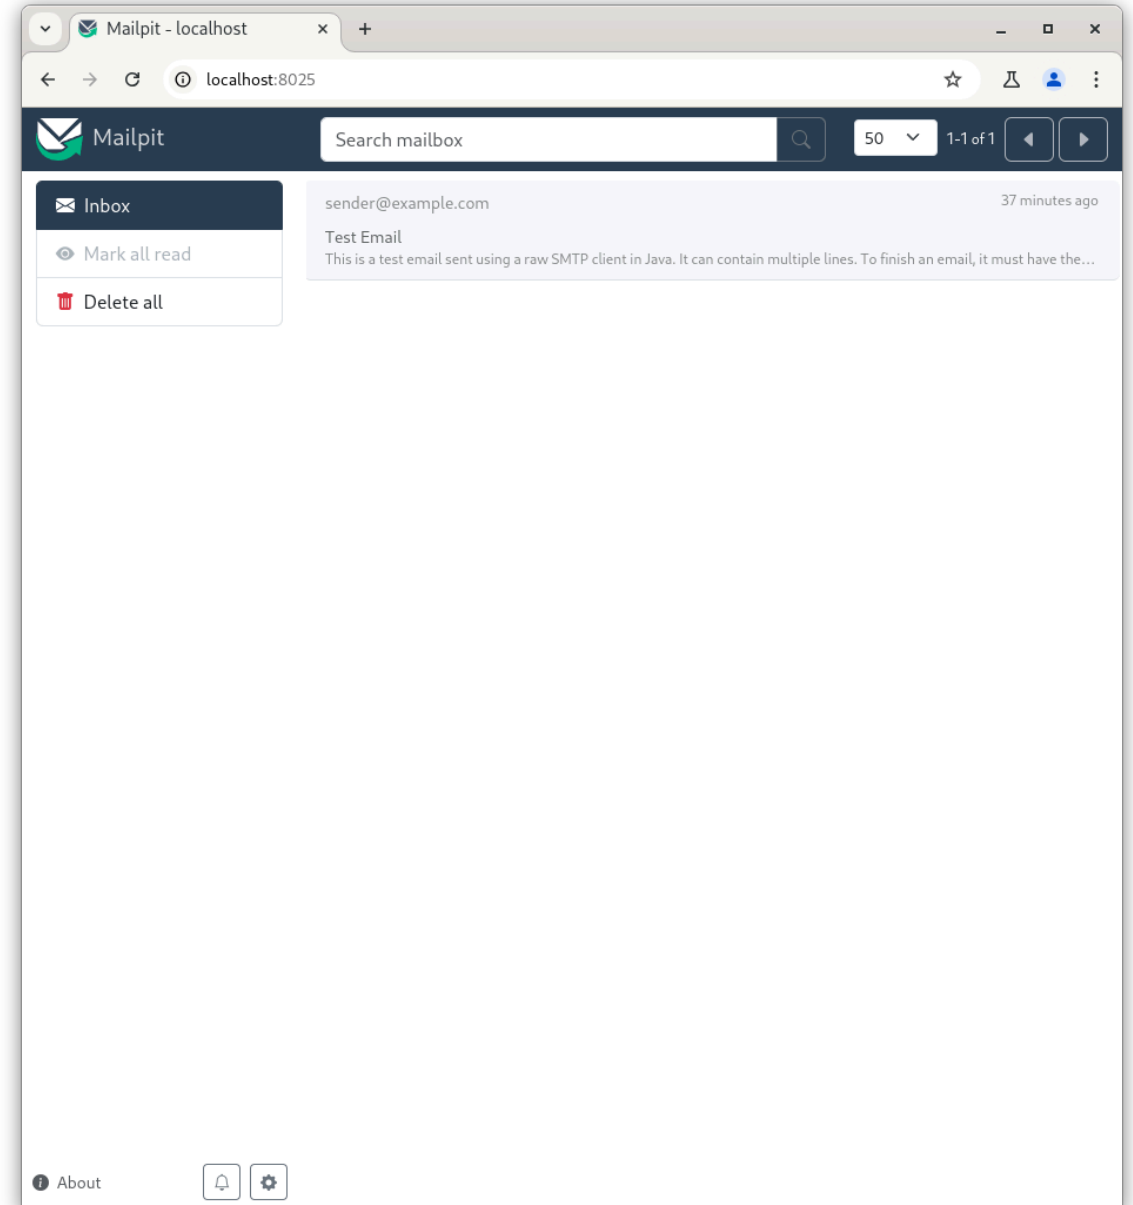 Mailpit - localhost
localhost:8025
Mailpit
Search mailbox
50
1-1 of 1
Inbox
Mark all read
Delete all
sender@example.com
37 minutes ago
Test Email
This is a test email sent using a raw SMTP client in Java. It can contain multiple lines. To finish an email, it must have the...
About